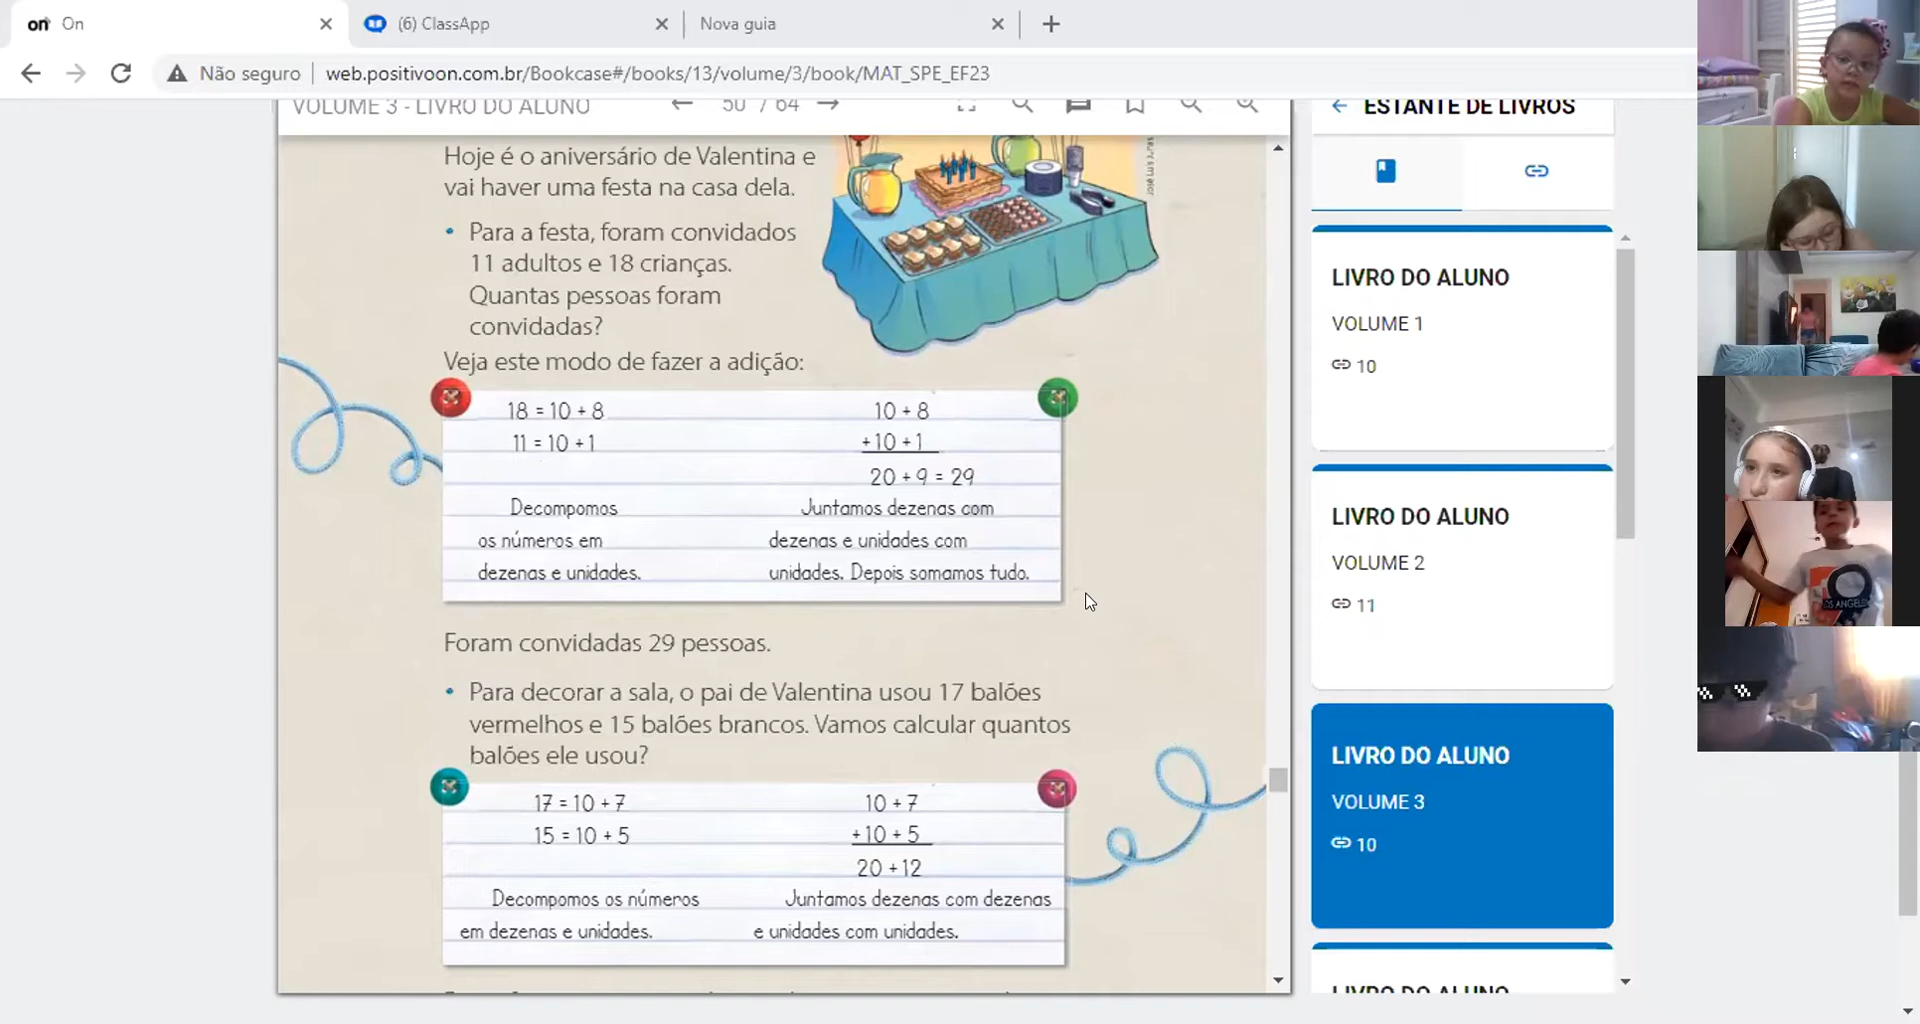 On
(6) ClassApp
Nova guia
Não seguro
web.positivoon.com.br/Bookcase#/books/13/volume/3/book/MAT_SPE_EF23
VOLUME 3 - LIVRO DO ALUNO
50 / 64
Hoje é o aniversário de Valentina e
vai haver uma festa na casa dela.
• Para a festa, foram convidados
11 adultos e 18 crianças.
Quantas pessoas foram
convidadas?
Veja este modo de fazer a adição:
18 = 10 + 8
11 = 10 + 1
Decompomos
os números em
dezenas e unidades.
10 + 8
+10 + 1
20 + 9 = 29
Juntamos dezenas com
dezenas e unidades com
unidades. Depois somamos tudo.
Foram convidadas 29 pessoas.
• Para decorar a sala, o pai de Valentina usou 17 balões
vermelhos e 15 balões brancos. Vamos calcular quantos
balões ele usou?
17 = 10 + 7
15 = 10 + 5
Decompomos os números
em dezenas e unidades.
10 + 7
+10 + 5
20 + 12
Juntamos dezenas com dezenas
e unidades com unidades.
ESTANTE DE LIVROS
LIVRO DO ALUNO
VOLUME 1
10
LIVRO DO ALUNO
VOLUME 2
11
LIVRO DO ALUNO
VOLUME 3
10
LIVRO DO ALUNO
LOS ANGELES